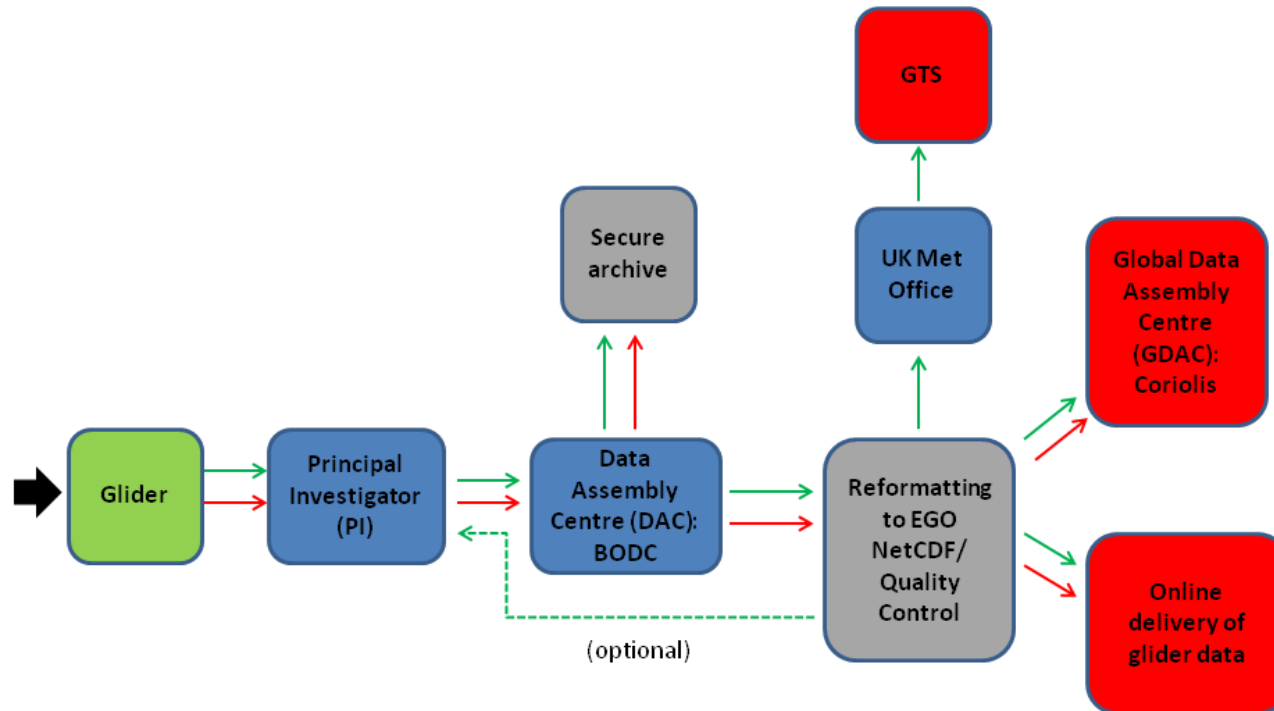 GTS
Secure
archive
UK Met
Office
Global Data
Assembly
Centre
(GDAC):
Coriolis
Glider
Principal
Investigator
(PI)
Data
Assembly
Centre (DAC):
BODC
Reformatting
to EGO
NetCDF/
Quality
Control
Online
delivery of
glider data
(optional)